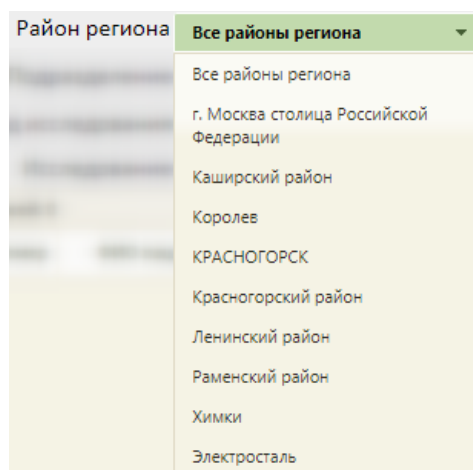 Район региона Все районы региона
Все районы региона
г. Москва столица Российской
Федерации
Каширский район
Королев
КРАСНОГОРСК
Красногорский район
Ленинский район
Раменский район
Химки
Электросталь